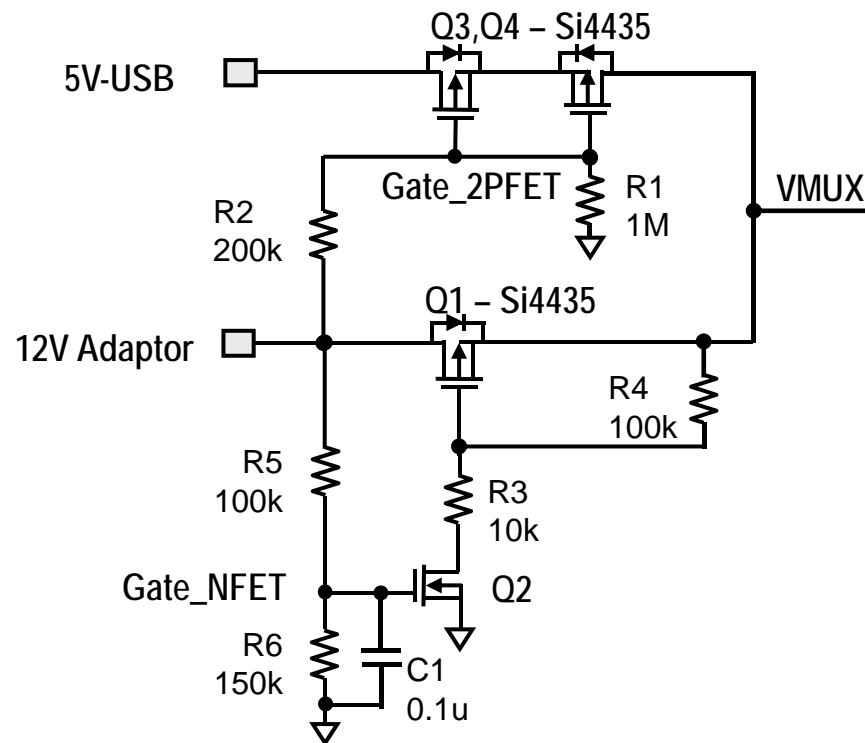 Q3,Q4 – Si4435
5V-USB
Gate_2PFET
R1
1M
VMUX
R2
200k
Q1 – Si4435
12V Adaptor
R4
100k
R5
100k
R3
10k
Gate_NFET
Q2
R6
150k
C1
0.1u